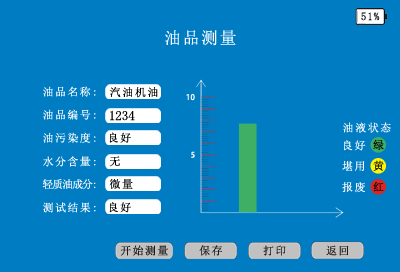 51%
油品测量
油品名称： 汽油机油
油品编号： 1234
油污染度： 良好
水分含量： 无
轻质油成分： 微量
测试结果： 良好
10
5
油液状态
良好 绿
堪用 黄
报废 红
开始测量 保存 打印 返回